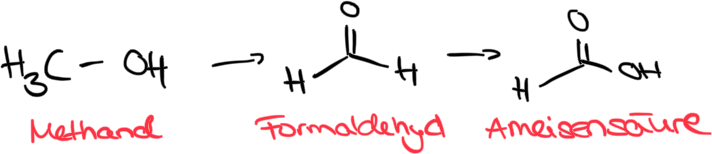 H₃C - OH → O H H → O H OH
Methanol Formaldehyd Ameisensäure